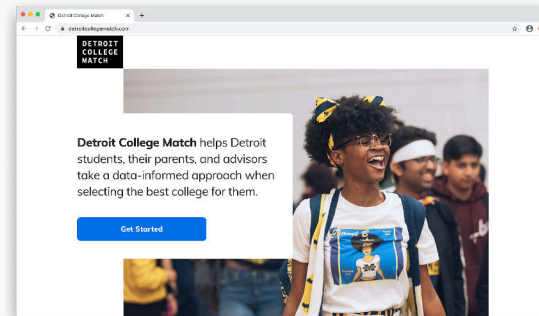 Detroit College Match
detroitcollegematch.com
DETROIT
COLLEGE
MATCH
Detroit College Match helps Detroit
students, their parents, and advisors
take a data-informed approach when
selecting the best college for them.
Get Started